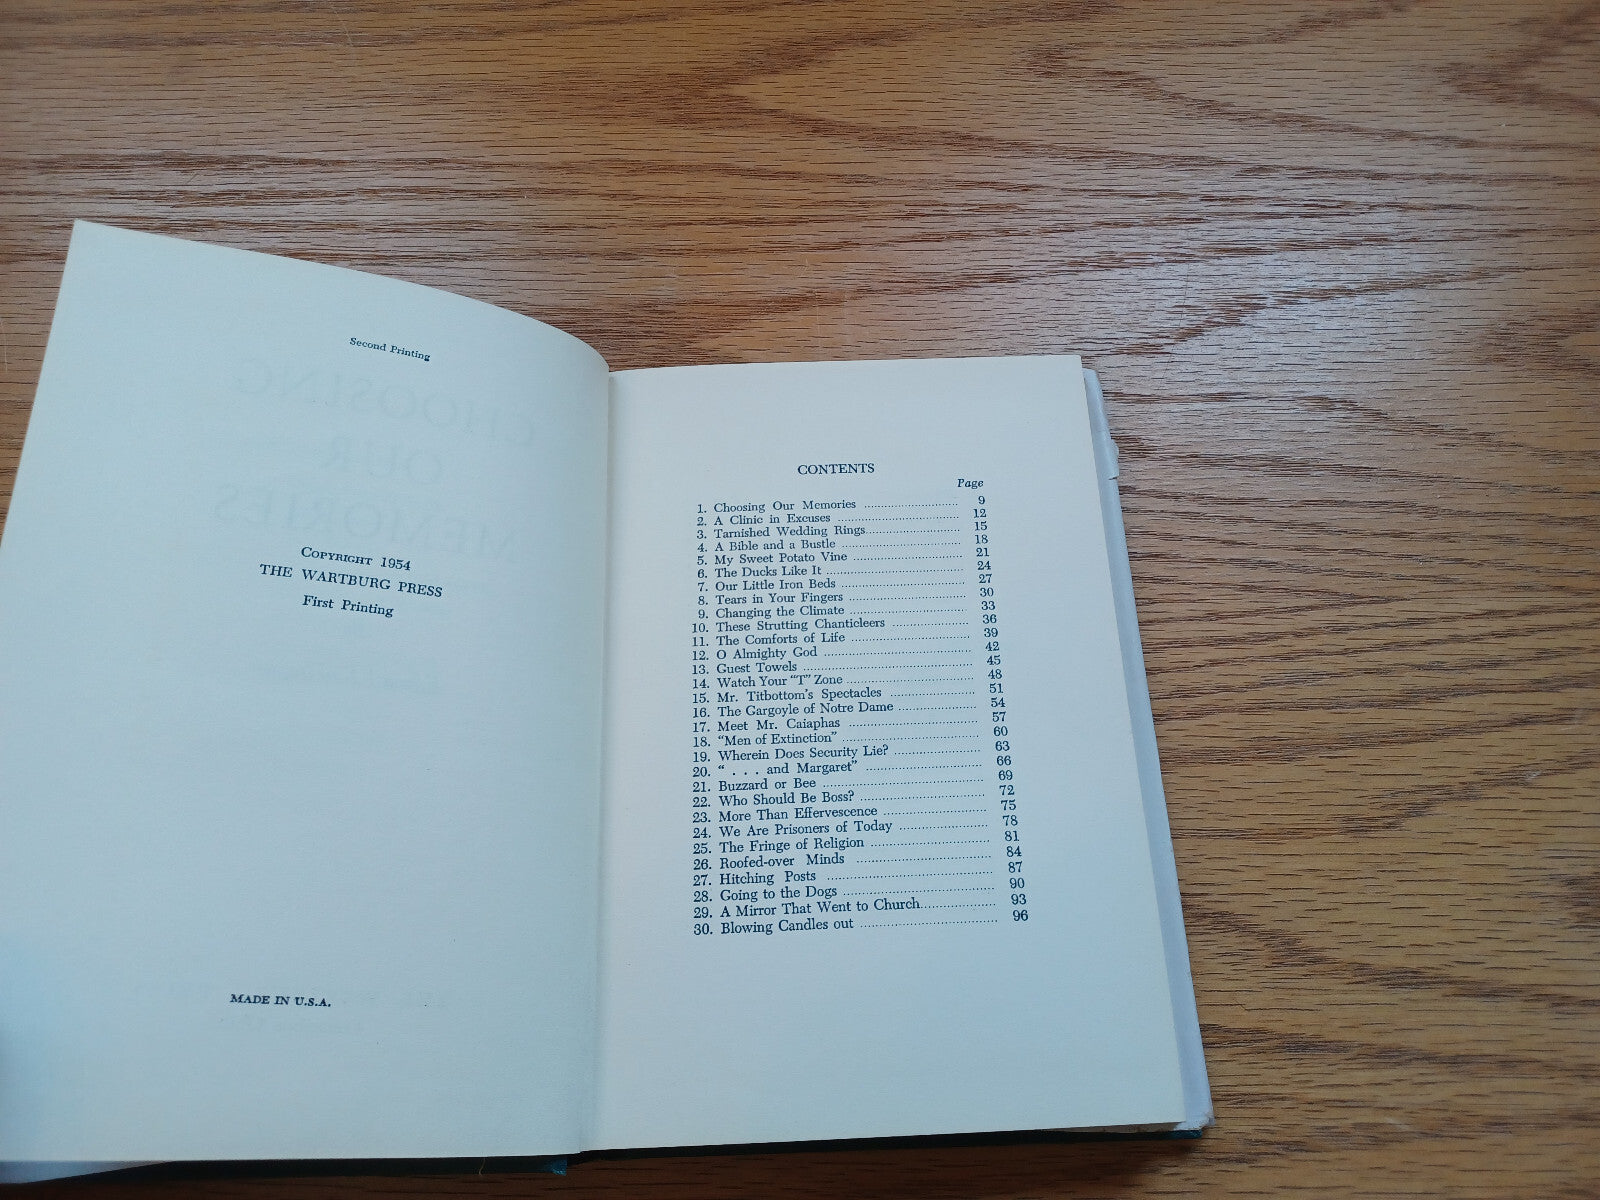 Second Printing
CHOOSING
OUR
MEMORIES
COPYRIGHT 1954
THE WARTBURG PRESS
First Printing
MADE IN U.S.A.
CONTENTS
Page
1. Choosing Our Memories 9
2. A Clinic in Excuses 12
3. Tarnished Wedding Rings 15
4. A Bible and a Bustle 18
5. My Sweet Potato Vine 21
6. The Ducks Like It 24
7. Our Little Iron Beds 27
8. Tears in Your Fingers 30
9. Changing the Climate 33
10. These Strutting Chanticleers 36
11. The Comforts of Life 39
12. O Almighty God 42
13. Guest Towels 45
14. Watch Your "T" Zone 48
15. Mr. Titbottom's Spectacles 51
16. The Gargoyle of Notre Dame 54
17. Meet Mr. Caiaphas 57
18. "Men of Extinction" 60
19. Wherein Does Security Lie? 63
20. " . . . and Margaret" 66
21. Buzzard or Bee 69
22. Who Should Be Boss? 72
23. More Than Effervescence 75
24. We Are Prisoners of Today 78
25. The Fringe of Religion 81
26. Roofed-over Minds 84
27. Hitching Posts 87
28. Going to the Dogs 90
29. A Mirror That Went to Church 93
30. Blowing Candles out 96